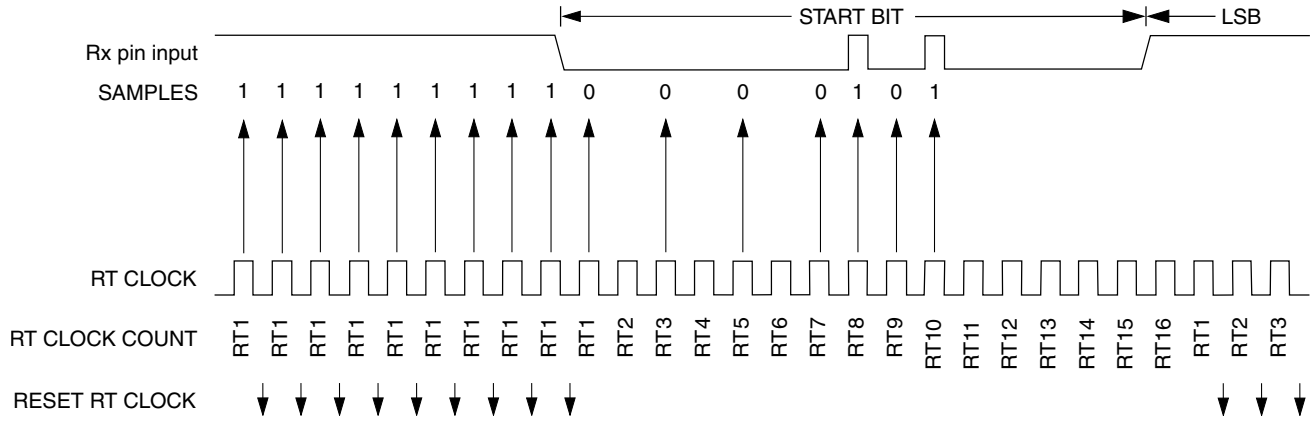 START BIT LSB
Rx pin input
SAMPLES 1 1 1 1 1 1 1 1 1 0 0 0 0 1 0 1
RT CLOCK
RT CLOCK COUNT RT1 RT1 RT1 RT1 RT1 RT1 RT1 RT1 RT1 RT1 RT2 RT3 RT4 RT5 RT6 RT7 RT8 RT9 RT10 RT11 RT12 RT13 RT14 RT15 RT16 RT1 RT2 RT3
RESET RT CLOCK